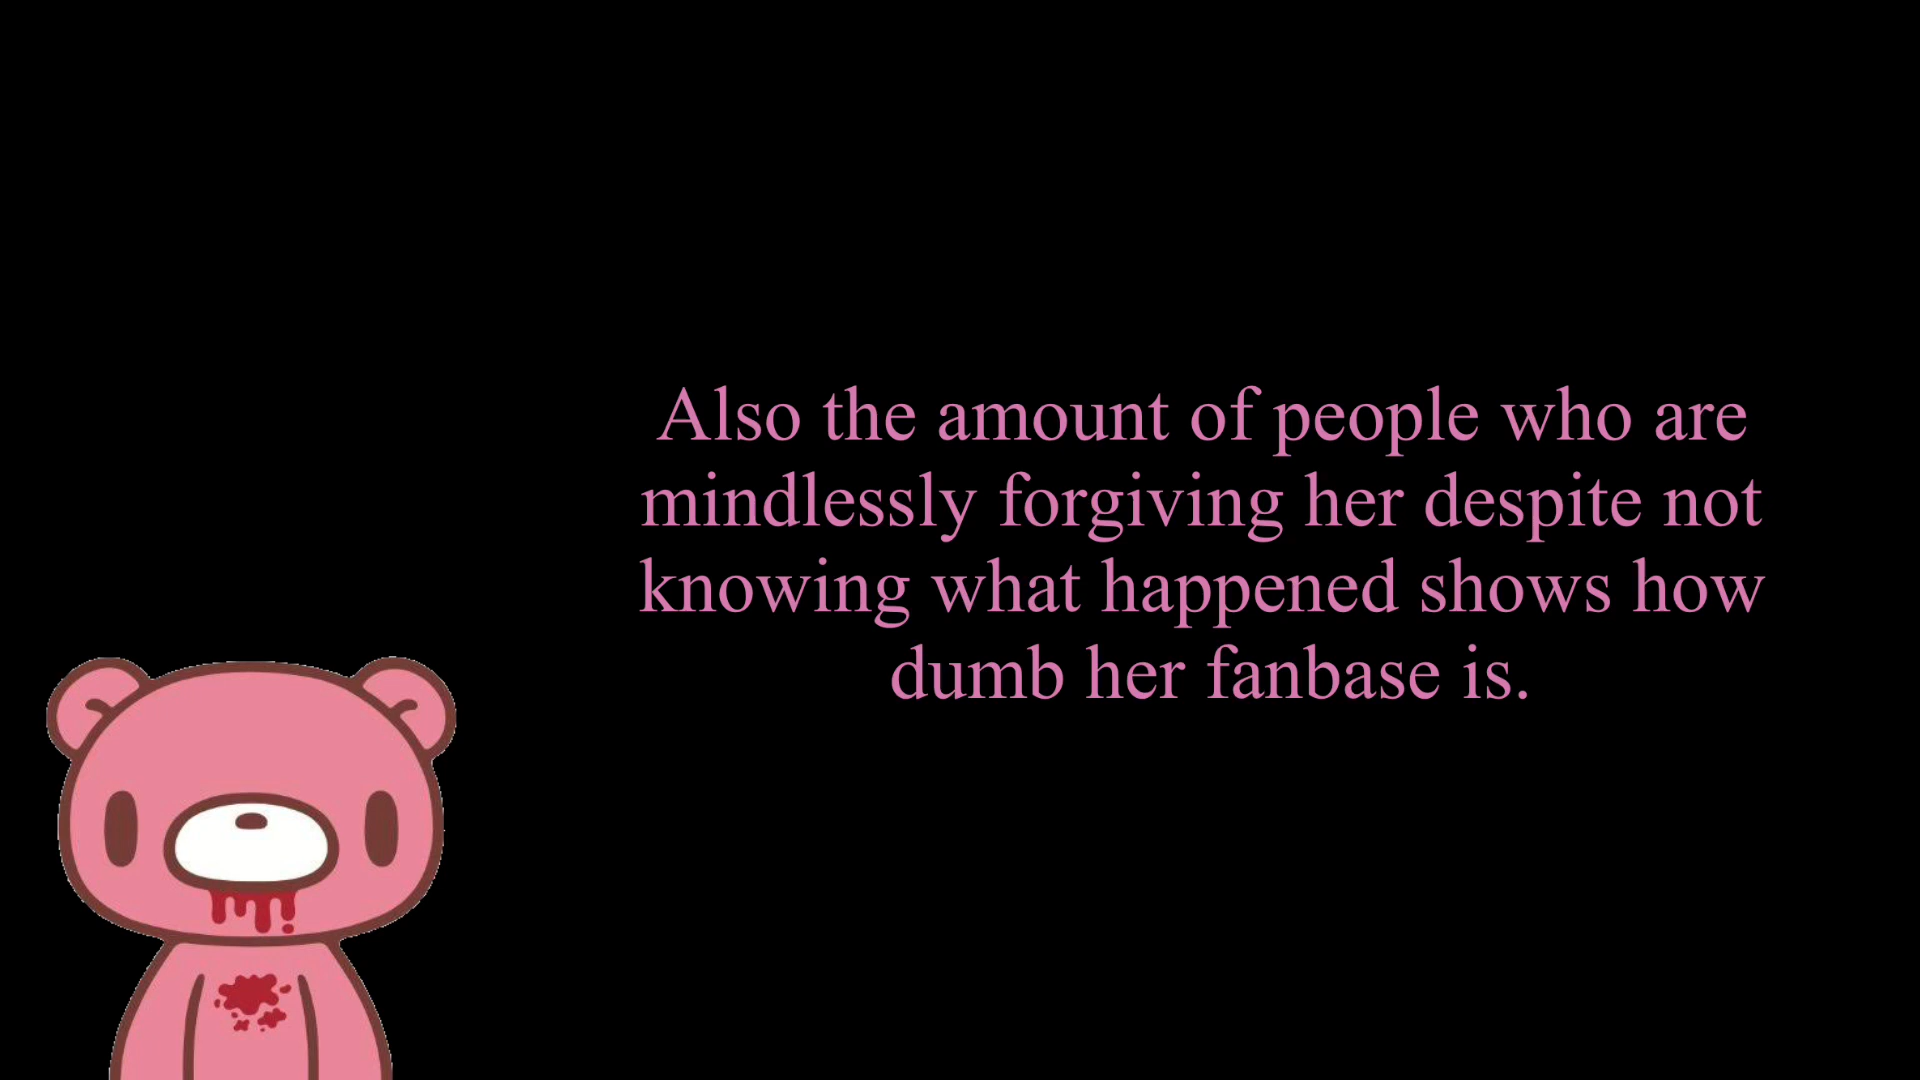 Also the amount of people who are
mindlessly forgiving her despite not
knowing what happened shows how
dumb her fanbase is.